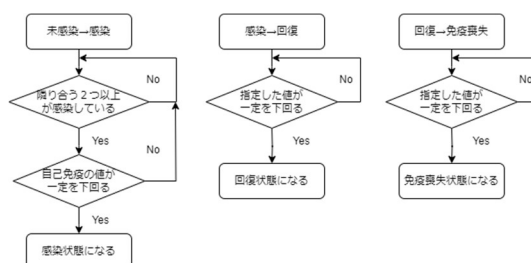 未感染→感染
No
隣り合う２つ以上
が感染している
Yes
No
自己免疫の値が
一定を下回る
Yes
感染状態になる
感染→回復
No
指定した値が
一定を下回る
Yes
回復状態になる
回復→免疫喪失
No
指定した値が
一定を下回る
Yes
免疫喪失状態になる